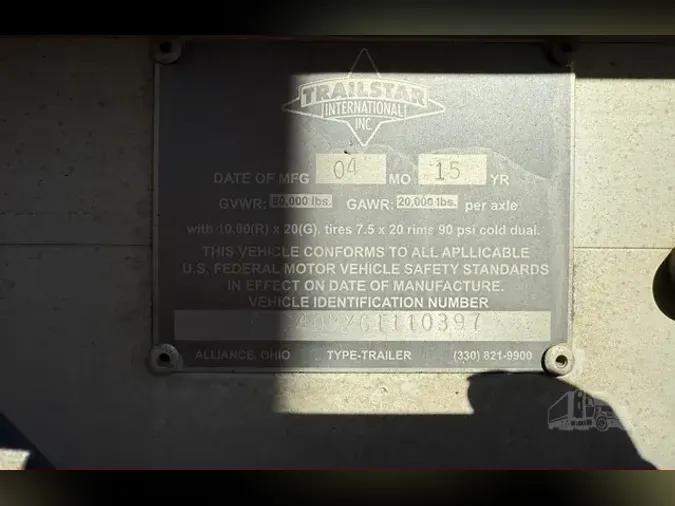 TRAILSTAR
INTERNATIONAL
INC
DATE OF MFG 04 MO 15 YR
GVWR: 80,000 lbs. GAWR: 20,000 lbs. per axle
with 10.00(R) x 20(G), tires 7.5 x 20 rims 90 psi cold dual.
THIS VEHICLE CONFORMS TO ALL APLLICABLE
U.S. FEDERAL MOTOR VEHICLE SAFETY STANDARDS
IN EFFECT ON DATE OF MANUFACTURE.
VEHICLE IDENTIFICATION NUMBER
ALLIANCE, OHIO TYPE-TRAILER (330) 821-9900